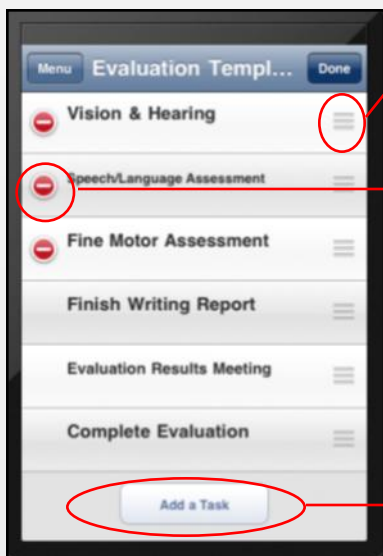 Menu Evaluation Templ... Done
Vision & Hearing
Speech/Language Assessment
Fine Motor Assessment
Finish Writing Report
Evaluation Results Meeting
Complete Evaluation
Add a Task